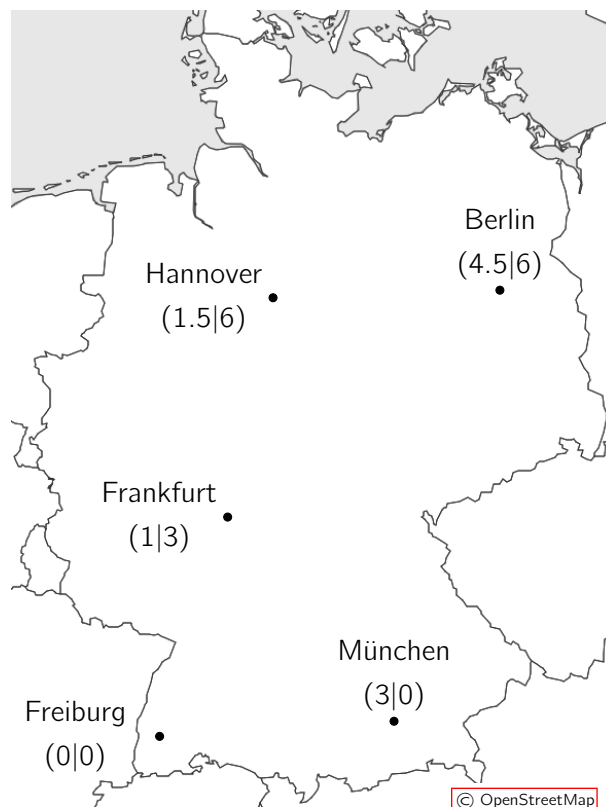 Berlin
(4.5|6)
Hannover
(1.5|6)
Frankfurt
(1|3)
München
(3|0)
Freiburg
(0|0)
© OpenStreetMap